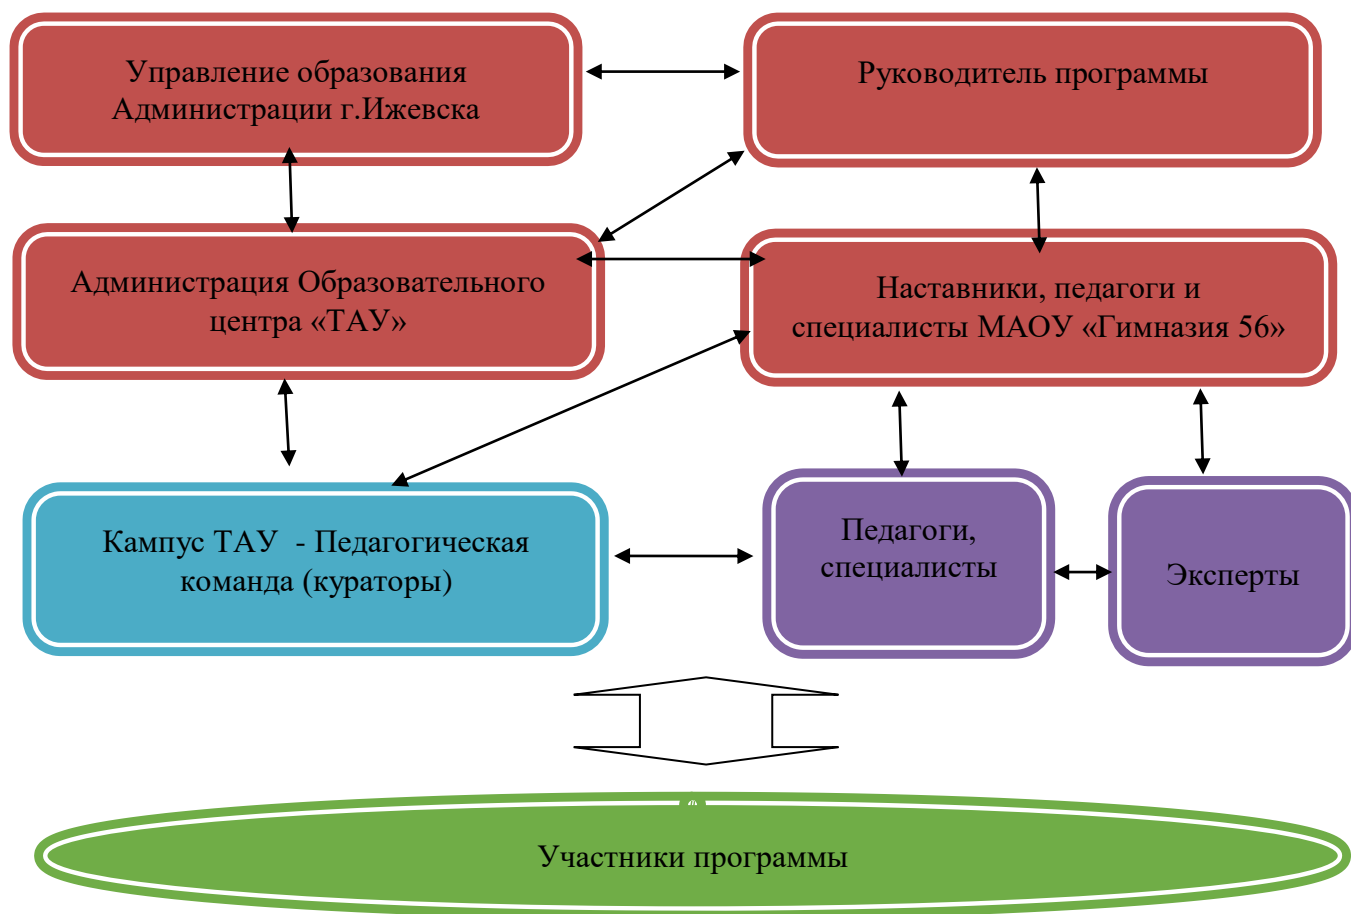 Управление образования
Администрации г.Ижевска
Руководитель программы
Администрация Образовательного
центра «ТАУ»
Наставники, педагоги и
специалисты МАОУ «Гимназия 56»
Кампус ТАУ - Педагогическая
команда (кураторы)
Педагоги,
специалисты
Эксперты
Участники программы